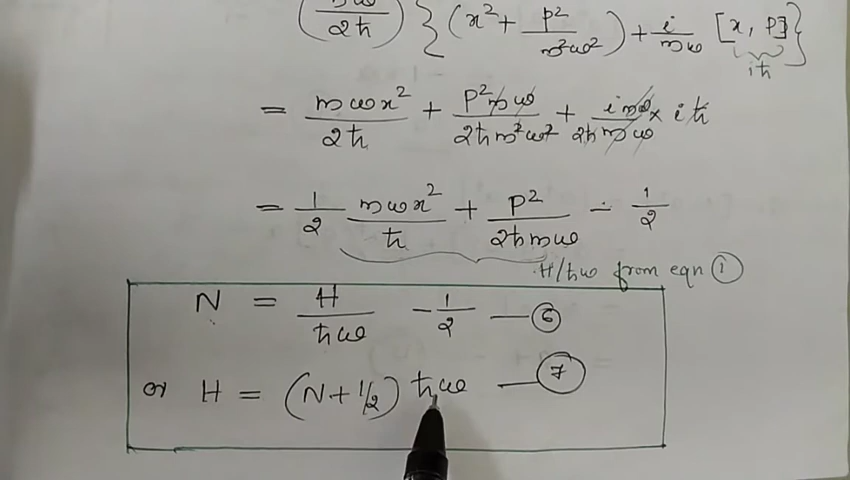 (mω/2ħ) { (x² + P²/m²ω²) + i/mω [x, P] }
iħ
= mωx²/2ħ + P²mω/2ħm²ω² + imω/2ħmω × iħ
= 1/2 mωx²/ħ + P²/2ħmω - 1/2
H/ħω from eqn ①
N = H/ħω - 1/2 — ⑥
or H = (N + 1/2) ħω — ⑦